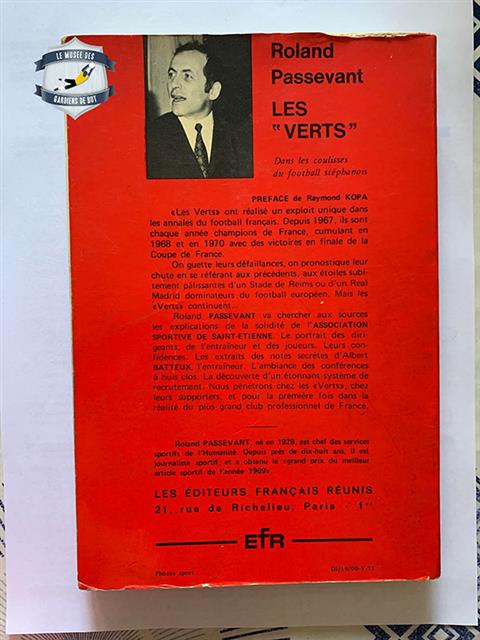 LE MUSÉE DES
GARDIENS DE BUT
Roland
Passevant
LES
"VERTS"
Dans les coulisses
du football stéphanois
PREFACE de Raymond KOPA
«Les Verts» ont réalisé un exploit unique dans
les annales du football français. Depuis 1967, ils sont
chaque année champions de France, cumulant en
1968 et en 1970 avec des victoires en finale de la
Coupe de France.
On guette leurs défaillances, on pronostique leur
chute en se référant aux précédents, aux étoiles subi-
tement pâlissantes d'un Stade de Reims ou d'un Real
Madrid dominateurs du football européen. Mais les
«Verts» continuent...
Roland PASSEVANT va chercher aux sources
les explications de la solidité de l'ASSOCIATION
SPORTIVE DE SAINT-ETIENNE. Le portrait des diri-
geants, de l'entraîneur et des joueurs. Leurs con-
fidences. Les extraits des notes secrètes d'Albert
BATTEUX, l'entraîneur. L'ambiance des conférences
à huis clos. La découverte d'un étonnant système de
recrutement. Nous pénétrons chez les «Verts», chez
leurs supporters, et pour la première fois dans la
réalité du plus grand club professionnel de France.
Roland PASSEVANT, né en 1928, est chef des services
sportifs de l'Humanité. Depuis près de dix-huit ans, il est
journaliste sportif, et a obtenu le «grand prix du meilleur
article sportif de l'année 1969».
LES ÉDITEURS FRANÇAIS RÉUNIS
21, rue de Richelieu, Paris - 1er
EFR
Photos sport